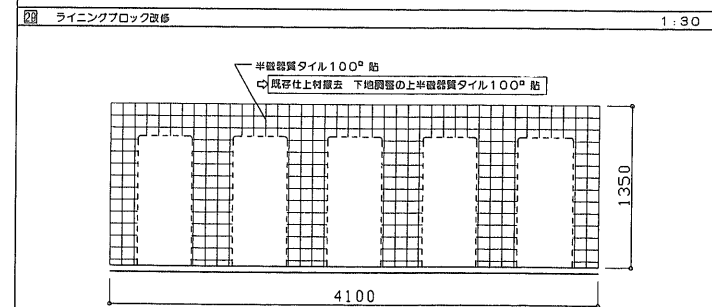 29 ライニングブロック改修 1:30
半磁器質タイル100□ 貼
⇨既存仕上材撤去 下地調整の上半磁器質タイル100□ 貼
1350
4100